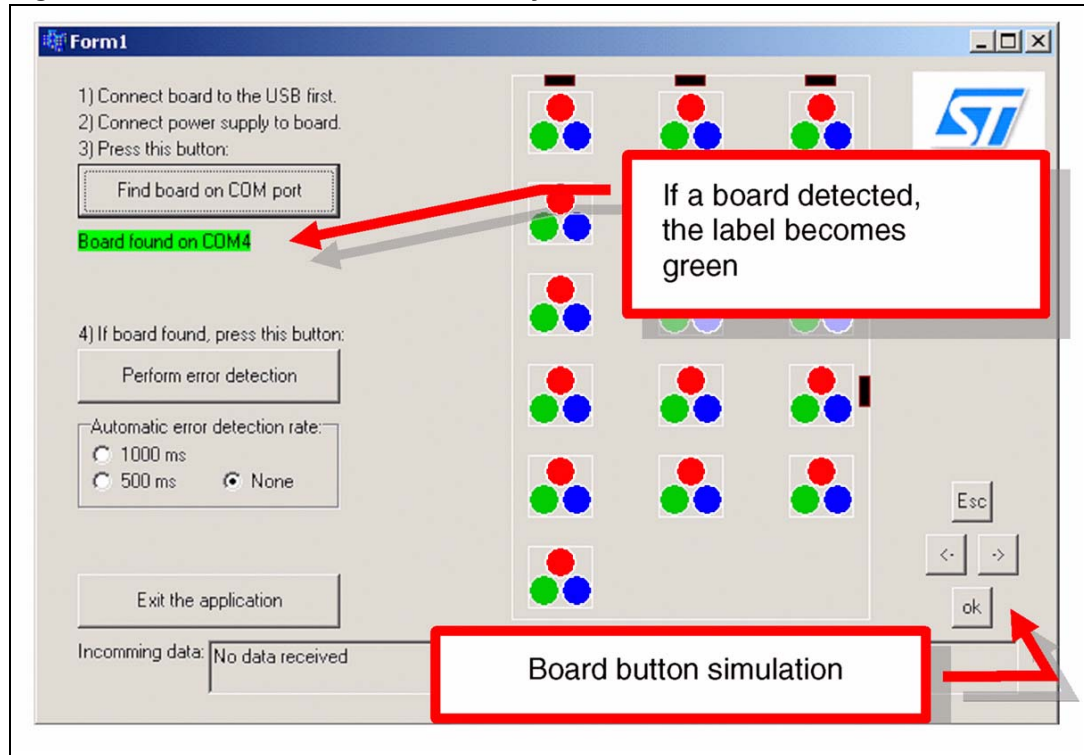 Form1
1) Connect board to the USB first.
2) Connect power supply to board.
3) Press this button:
Find board on COM port
Board found on COM4
4) If board found, press this button:
Perform error detection
Automatic error detection rate:
1000 ms
500 ms
None
Exit the application
Incomming data:
No data received
ST
If a board detected,
the label becomes
green
Esc
<-
->
ok
Board button simulation